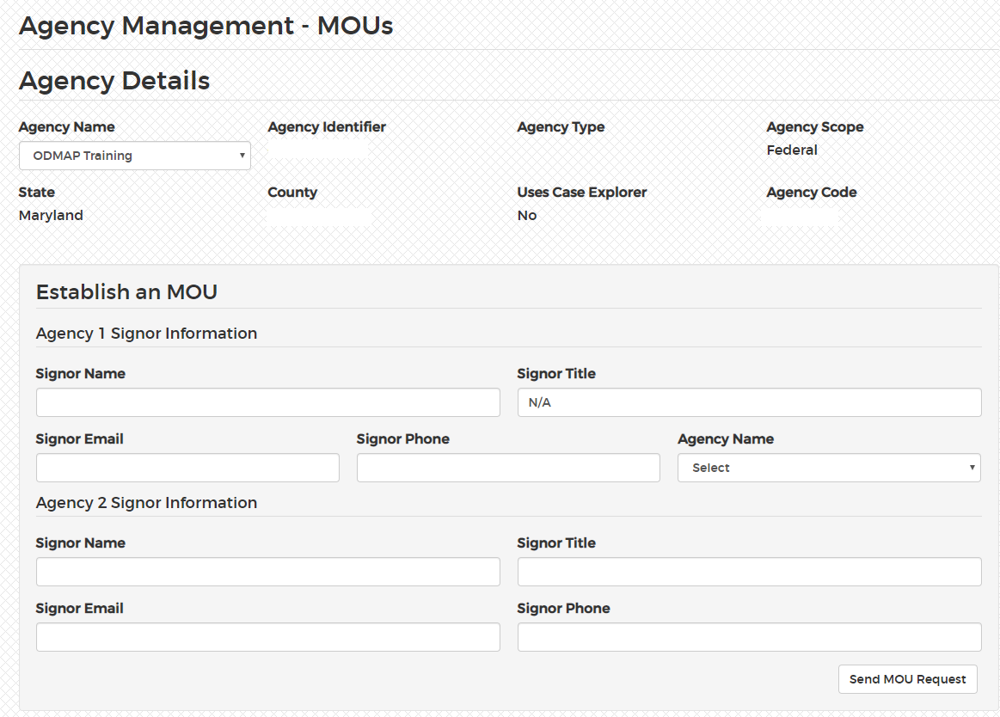 Agency Management - MOUs
Agency Details
Agency Name Agency Identifier Agency Type Agency Scope
ODMAP Training Federal
State County Uses Case Explorer Agency Code
Maryland No
Establish an MOU
Agency 1 Signor Information
Signor Name Signor Title
N/A
Signor Email Signor Phone Agency Name
Select
Agency 2 Signor Information
Signor Name Signor Title
Signor Email Signor Phone
Send MOU Request